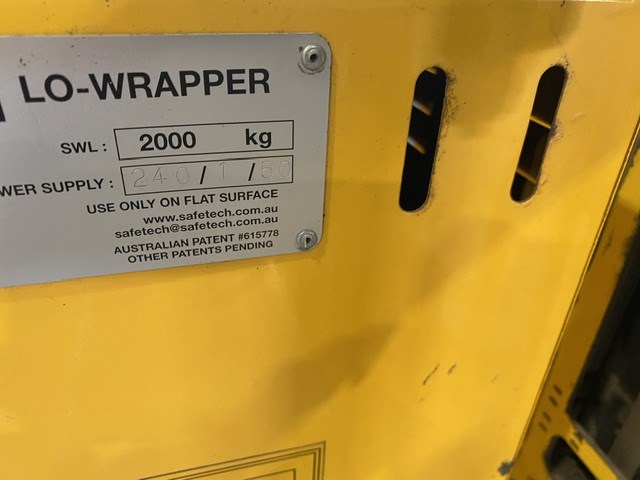 LO-WRAPPER
SWL : 2000 kg
WER SUPPLY : 240/1/50
USE ONLY ON FLAT SURFACE
www.safetech.com.au
safetech@safetech.com.au
AUSTRALIAN PATENT #615778
OTHER PATENTS PENDING